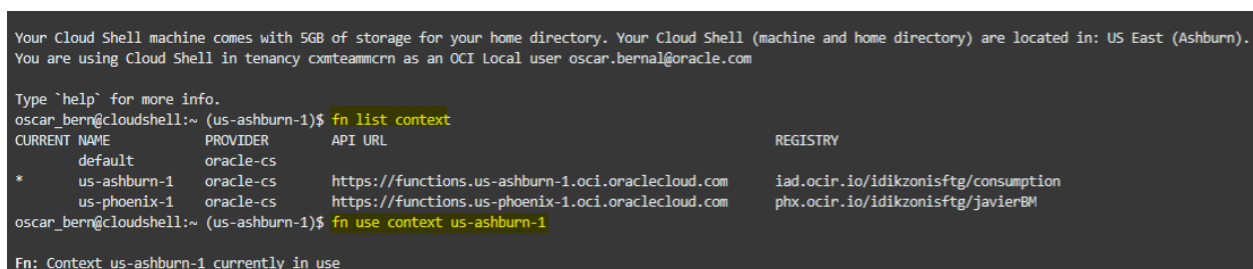 Your Cloud Shell machine comes with 5GB of storage for your home directory. Your Cloud Shell (machine and home directory) are located in: US East (Ashburn).
You are using Cloud Shell in tenancy cxmteammcrn as an OCI Local user oscar.bernal@oracle.com
Type `help` for more info.
oscar_bern@cloudshell:~ (us-ashburn-1)$ fn list context
CURRENT NAME PROVIDER API URL REGISTRY
default oracle-cs
* us-ashburn-1 oracle-cs https://functions.us-ashburn-1.oci.oraclecloud.com iad.ocir.io/idikzonisftg/consumption
us-phoenix-1 oracle-cs https://functions.us-phoenix-1.oci.oraclecloud.com phx.ocir.io/idikzonisftg/javierBM
oscar_bern@cloudshell:~ (us-ashburn-1)$ fn use context us-ashburn-1
Fn: Context us-ashburn-1 currently in use